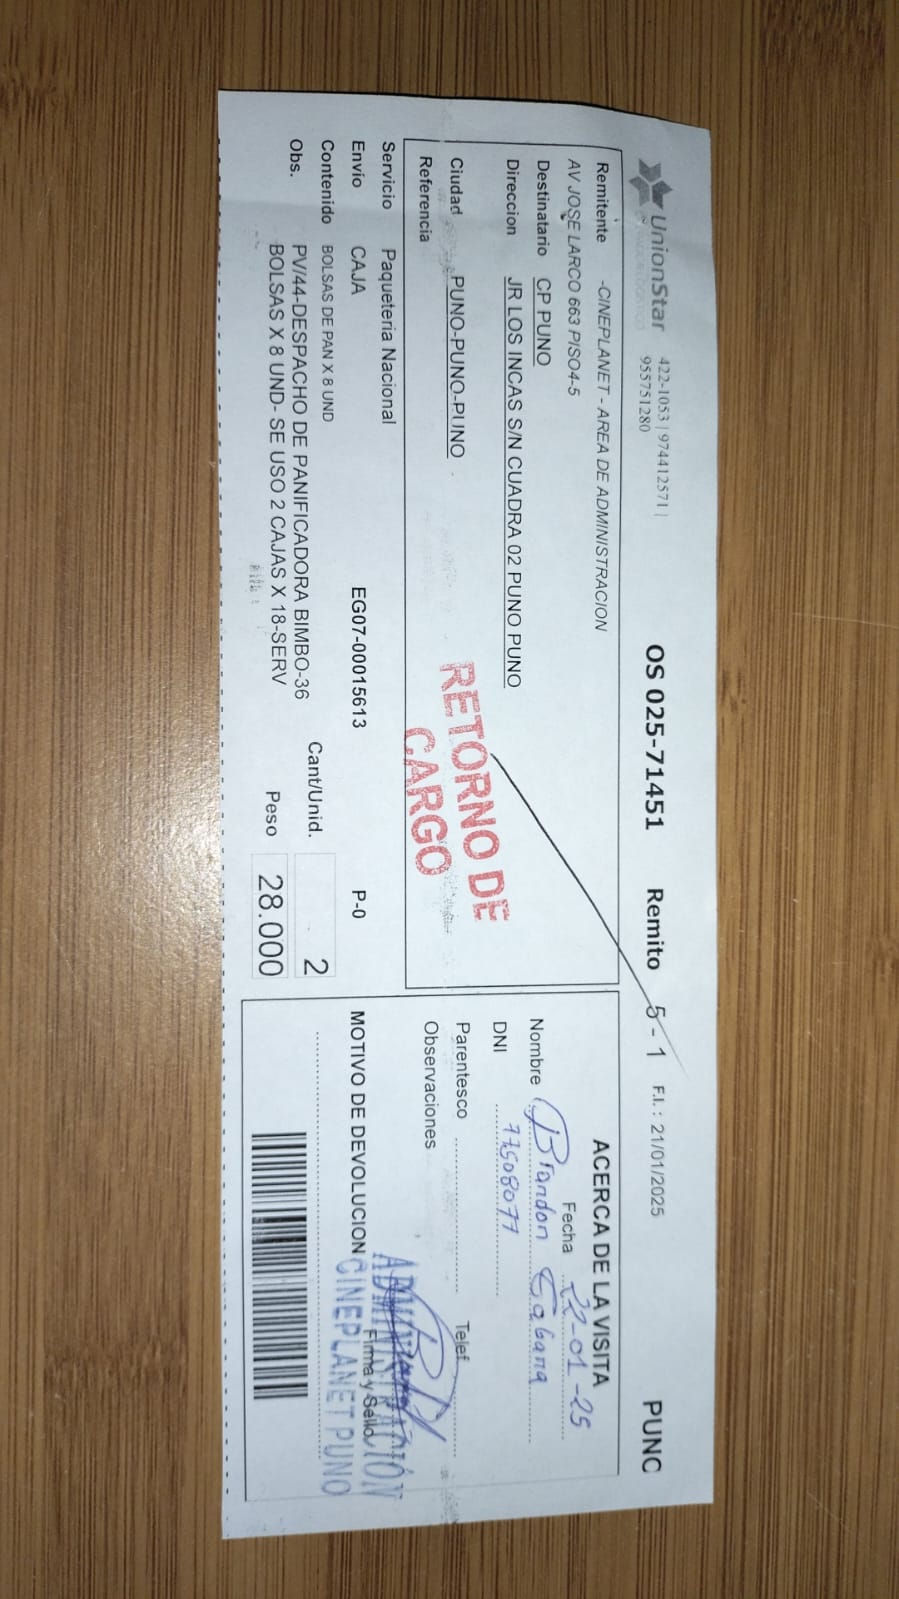 UnionStar 422-1053 | 974412571 |
955751280
OS 025-71451 Remito 5 - 1 F.I. : 21/01/2025 PUNC
Remitente -CINEPLANET - AREA DE ADMINISTRACION
AV JOSE LARCO 663 PISO4-5
Destinatario CP PUNO
Direccion JR LOS INCAS S/N CUADRA 02 PUNO PUNO
Ciudad PUNO-PUNO-PUNO
Referencia
RETORNO DE
CARGO
Servicio Paqueteria Nacional
Envio CAJA EG07-00015613 P-0
Contenido BOLSAS DE PAN X 8 UND Cant/Unid. 2
Obs. PV/44-DESPACHO DE PANIFICADORA BIMBO-36
BOLSAS X 8 UND- SE USO 2 CAJAS X 18-SERV Peso 28.000
ACERCA DE LA VISITA
Fecha 22-01-25
Nombre Brandon Cabana
DNI 77508077
Parentesco Telef
Observaciones
MOTIVO DE DEVOLUCION Firma y Sello
ADMINISTRACIÓN
CINEPLANET PUNO